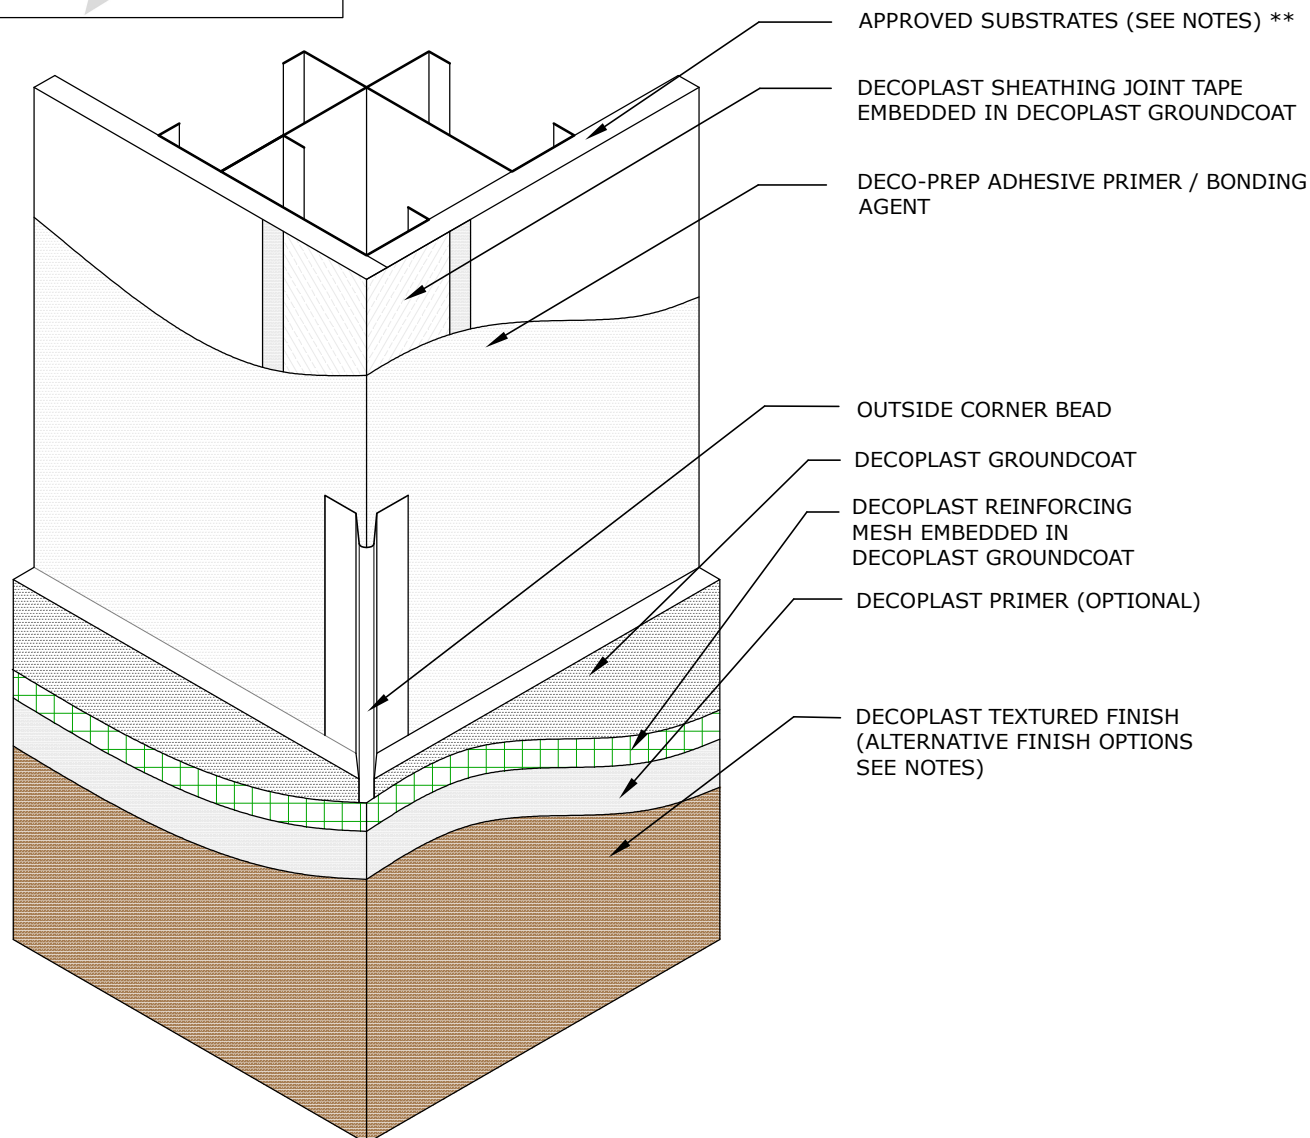 APPROVED SUBSTRATES (SEE NOTES) **
DECOPLAST SHEATHING JOINT TAPE
EMBEDDED IN DECOPLAST GROUNDCOAT
DECO-PREP ADHESIVE PRIMER / BONDING
AGENT
OUTSIDE CORNER BEAD
DECOPLAST GROUNDCOAT
DECOPLAST REINFORCING
MESH EMBEDDED IN
DECOPLAST GROUNDCOAT
DECOPLAST PRIMER (OPTIONAL)
DECOPLAST TEXTURED FINISH
(ALTERNATIVE FINISH OPTIONS
SEE NOTES)